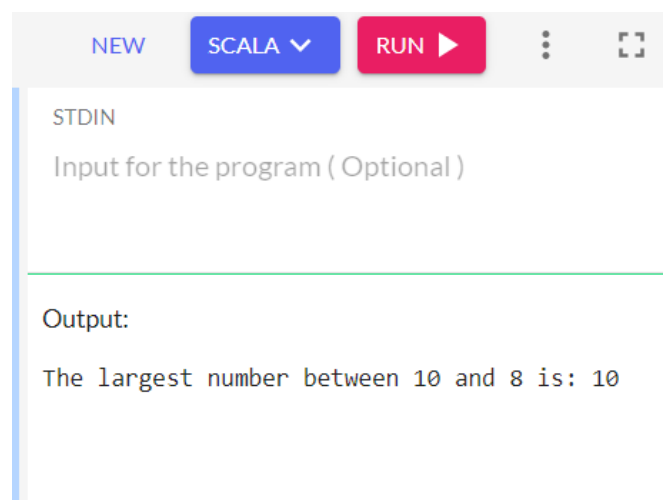 NEW SCALA RUN
STDIN
Input for the program ( Optional )
Output:
The largest number between 10 and 8 is: 10